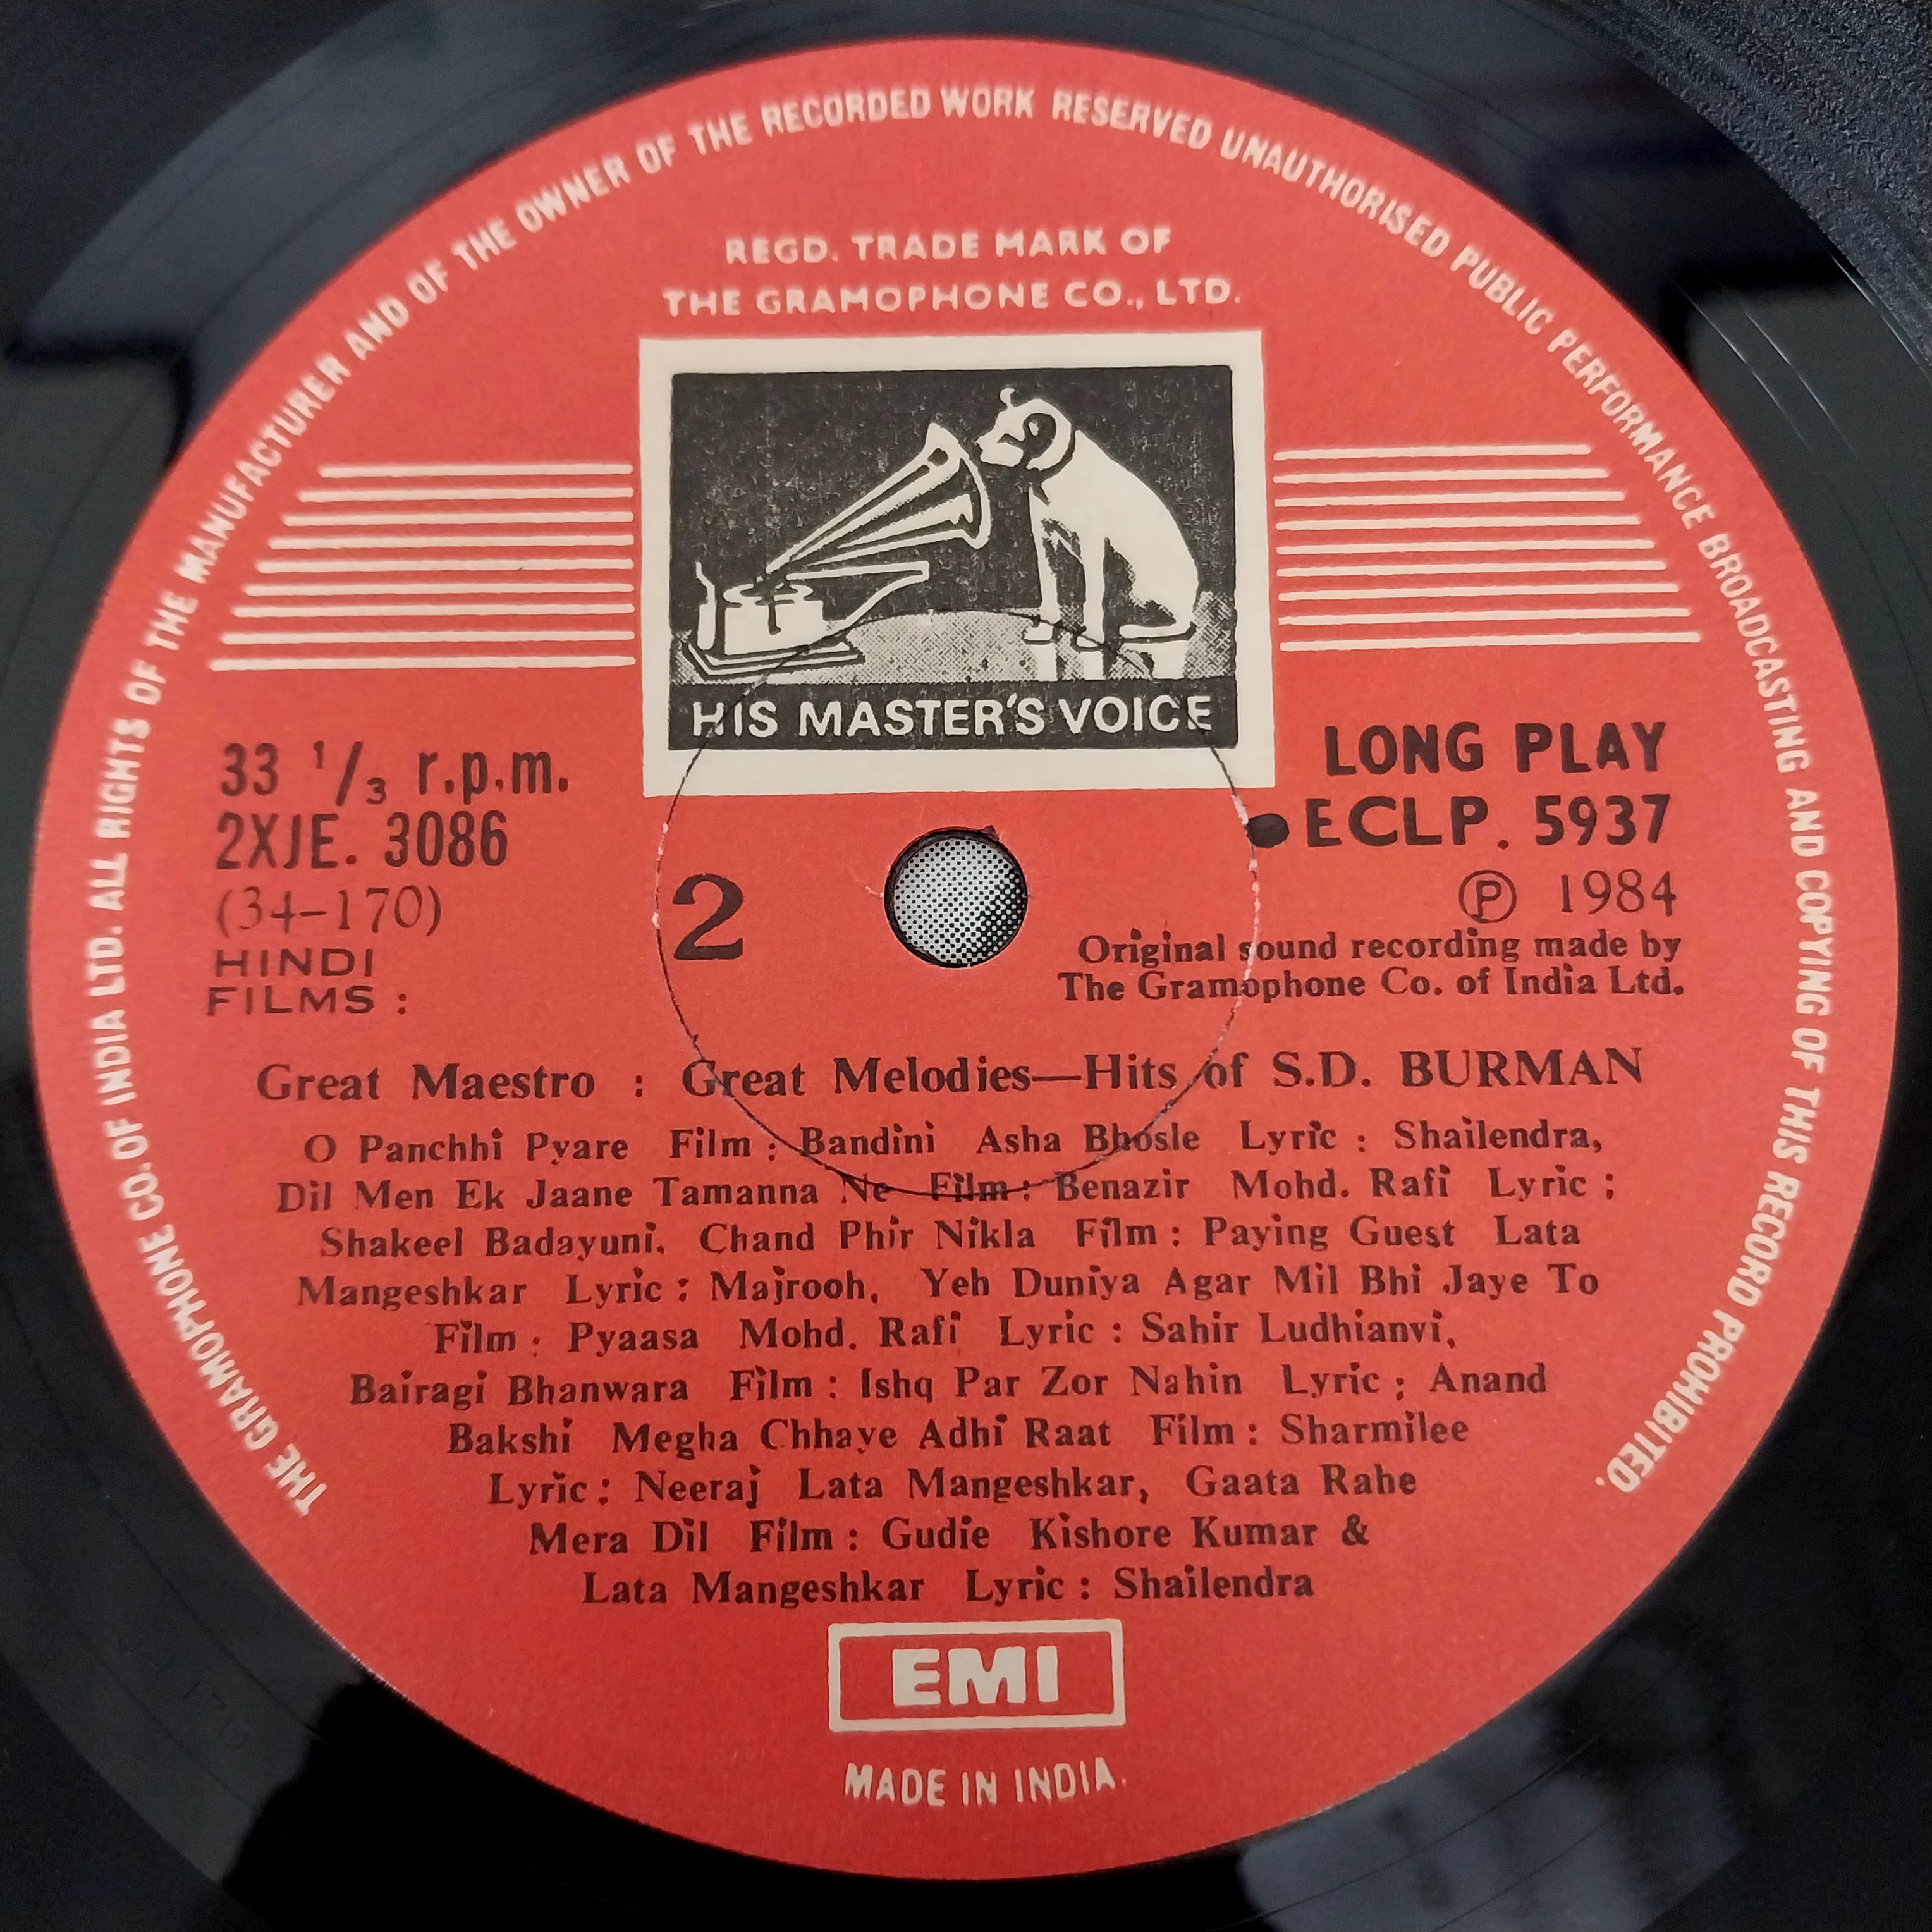 THE GRAMOPHONE CO. OF INDIA LTD. ALL RIGHTS OF THE MANUFACTURER AND OF THE OWNER OF THE RECORDED WORK RESERVED UNAUTHORISED PUBLIC PERFORMANCE BROADCASTING AND COPYING OF THIS RECORD PROHIBITED.
REGD. TRADE MARK OF
THE GRAMOPHONE CO., LTD.
HIS MASTER'S VOICE
33 1/3 r.p.m.
2XJE. 3086
(34-170)
HINDI
FILMS :
2
LONG PLAY
●ECLP. 5937
Ⓟ 1984
Original sound recording made by
The Gramophone Co. of India Ltd.
Great Maestro : Great Melodies—Hits of S.D. BURMAN
O Panchhi Pyare Film : Bandini Asha Bhosle Lyric : Shailendra,
Dil Men Ek Jaane Tamanna Ne Film : Benazir Mohd. Rafi Lyric :
Shakeel Badayuni. Chand Phir Nikla Film : Paying Guest Lata
Mangeshkar Lyric : Majrooh, Yeh Duniya Agar Mil Bhi Jaye To
Film : Pyaasa Mohd. Rafi Lyric : Sahir Ludhianvi,
Bairagi Bhanwara Film : Ishq Par Zor Nahin Lyric : Anand
Bakshi Megha Chhaye Adhi Raat Film : Sharmilee
Lyric : Neeraj Lata Mangeshkar, Gaata Rahe
Mera Dil Film : Gudie Kishore Kumar &
Lata Mangeshkar Lyric : Shailendra
EMI
MADE IN INDIA.